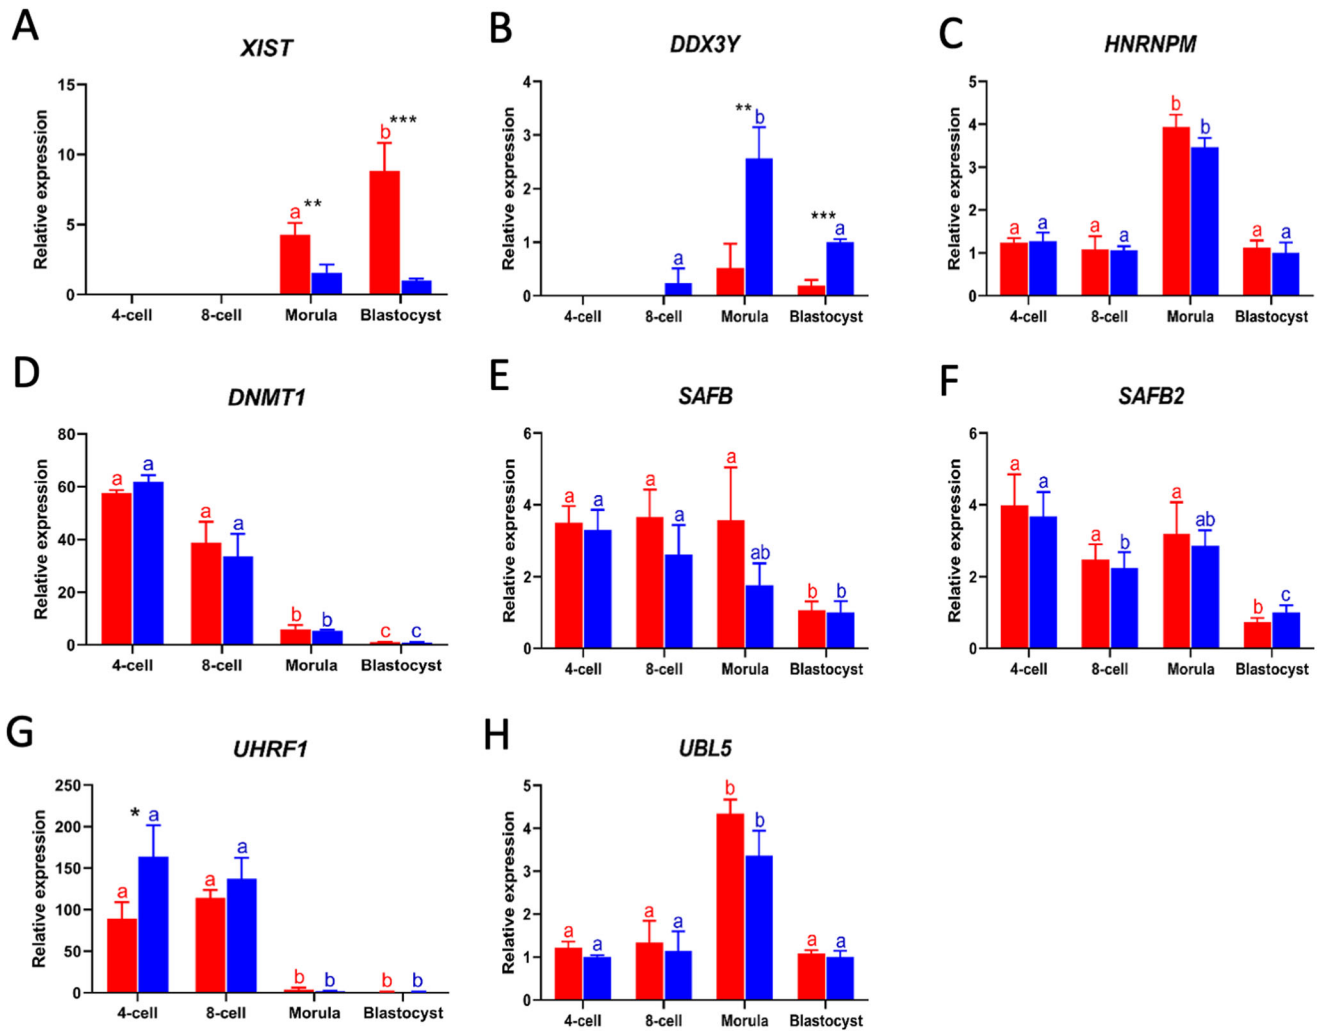 A
XIST
Relative expression
15
10
5
0
a
**
b
***
4-cell 8-cell Morula Blastocyst
B
DDX3Y
Relative expression
4
3
2
1
0
a
**
b
***
a
4-cell 8-cell Morula Blastocyst
C
HNRNPM
Relative expression
5
4
3
2
1
0
a a a a b b a a
4-cell 8-cell Morula Blastocyst
D
DNMT1
Relative expression
80
60
40
20
0
a a a a b b c c
4-cell 8-cell Morula Blastocyst
E
SAFB
Relative expression
6
4
2
0
a a a a a ab b b
4-cell 8-cell Morula Blastocyst
F
SAFB2
Relative expression
6
4
2
0
a a a b a ab b c
4-cell 8-cell Morula Blastocyst
G
UHRF1
Relative expression
250
200
150
100
50
0
*
a a a a b b b b
4-cell 8-cell Morula Blastocyst
H
UBL5
Relative expression
5
4
3
2
1
0
a a a a b b a a
4-cell 8-cell Morula Blastocyst